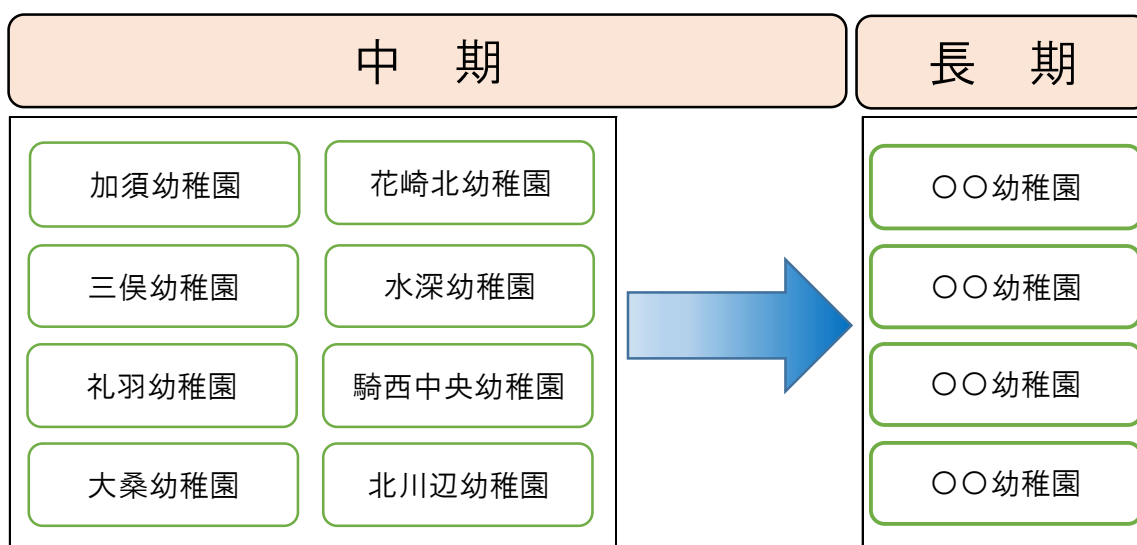 中 期
長 期
加須幼稚園
花崎北幼稚園
〇〇幼稚園
三俣幼稚園
水深幼稚園
〇〇幼稚園
礼羽幼稚園
騎西中央幼稚園
〇〇幼稚園
大桑幼稚園
北川辺幼稚園
〇〇幼稚園